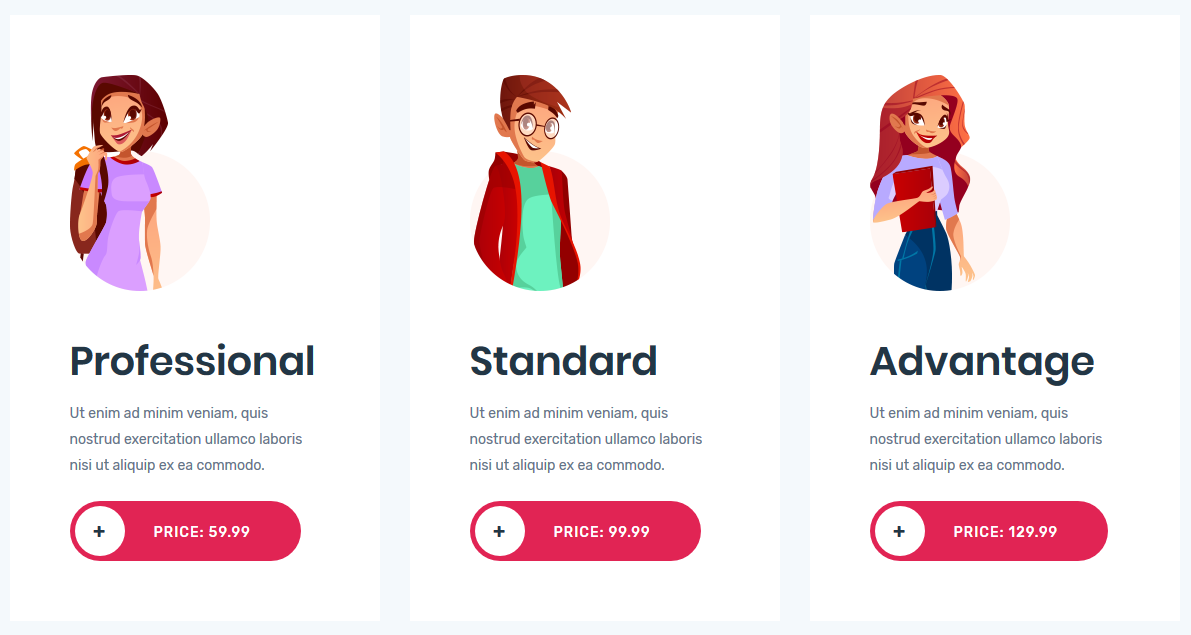 Professional
Ut enim ad minim veniam, quis
nostrud exercitation ullamco laboris
nisi ut aliquip ex ea commodo.
+ PRICE: 59.99
Standard
Ut enim ad minim veniam, quis
nostrud exercitation ullamco laboris
nisi ut aliquip ex ea commodo.
+ PRICE: 99.99
Advantage
Ut enim ad minim veniam, quis
nostrud exercitation ullamco laboris
nisi ut aliquip ex ea commodo.
+ PRICE: 129.99